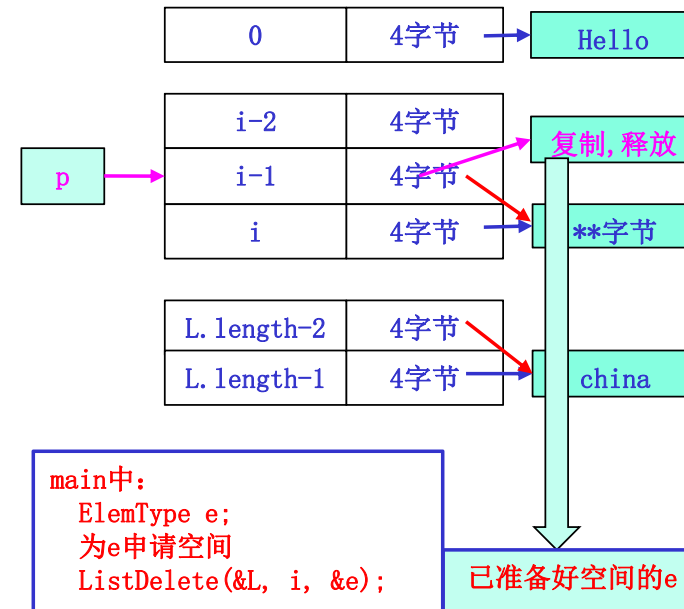 0 4字节 Hello
i-2 4字节
复制,释放
p i-1 4字节
i 4字节 **字节
L.length-2 4字节
L.length-1 4字节 china
main中:
ElemType e;
为e申请空间
ListDelete(&L, i, &e);
已准备好空间的e